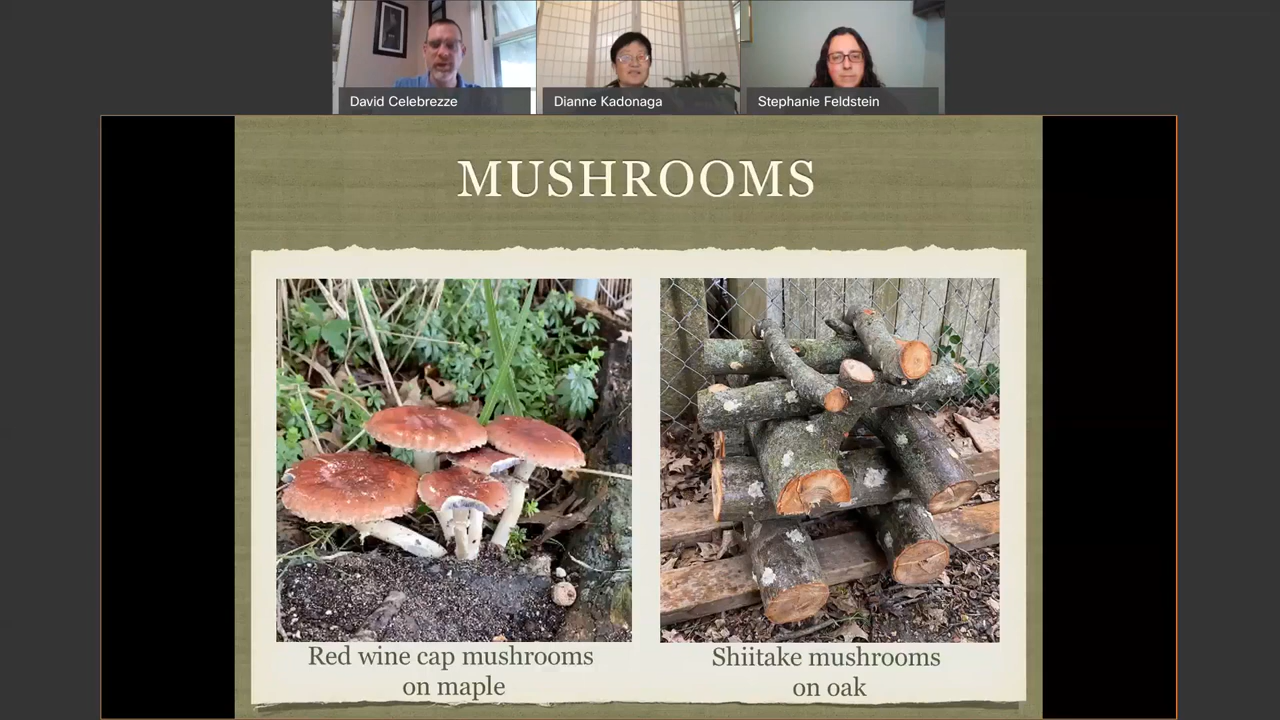 David Celebrezze
Dianne Kadonaga
Stephanie Feldstein
MUSHROOMS
Red wine cap mushrooms
on maple
Shiitake mushrooms
on oak